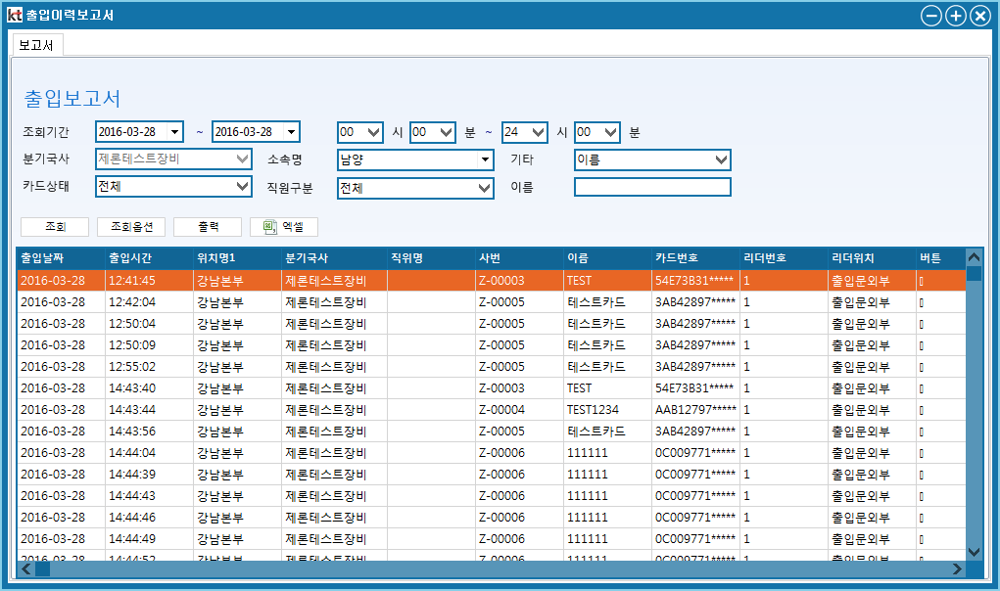 kt 출입이력보고서
보고서
출입보고서
조회기간 2016-03-28 ~ 2016-03-28 00 시 00 분 ~ 24 시 00 분
분기국사 제론테스트장비 소속명 남양 기타 이름
카드상태 전체 직원구분 전체 이름
조회 조회옵션 출력 엑셀
출입날짜 출입시간 위치명1 분기국사 직위명 사번 이름 카드번호 리더번호 리더위치 버튼
2016-03-28 12:41:45 강남본부 제론테스트장비 Z-00003 TEST 54E73B31***** 1 출입문외부
2016-03-28 12:42:04 강남본부 제론테스트장비 Z-00005 테스트카드 3AB42897***** 1 출입문외부
2016-03-28 12:50:04 강남본부 제론테스트장비 Z-00005 테스트카드 3AB42897***** 1 출입문외부
2016-03-28 12:50:09 강남본부 제론테스트장비 Z-00005 테스트카드 3AB42897***** 1 출입문외부
2016-03-28 12:55:02 강남본부 제론테스트장비 Z-00005 테스트카드 3AB42897***** 1 출입문외부
2016-03-28 14:43:40 강남본부 제론테스트장비 Z-00003 TEST 54E73B31***** 1 출입문외부
2016-03-28 14:43:44 강남본부 제론테스트장비 Z-00004 TEST1234 AAB12797***** 1 출입문외부
2016-03-28 14:43:56 강남본부 제론테스트장비 Z-00005 테스트카드 3AB42897***** 1 출입문외부
2016-03-28 14:44:04 강남본부 제론테스트장비 Z-00006 111111 0C009771***** 1 출입문외부
2016-03-28 14:44:39 강남본부 제론테스트장비 Z-00006 111111 0C009771***** 1 출입문외부
2016-03-28 14:44:43 강남본부 제론테스트장비 Z-00006 111111 0C009771***** 1 출입문외부
2016-03-28 14:44:46 강남본부 제론테스트장비 Z-00006 111111 0C009771***** 1 출입문외부
2016-03-28 14:44:49 강남본부 제론테스트장비 Z-00006 111111 0C009771***** 1 출입문외부
2016-03-28 14:44:52 강남본부 제론테스트장비 Z-00006 111111 0C009771***** 1 출입문외부